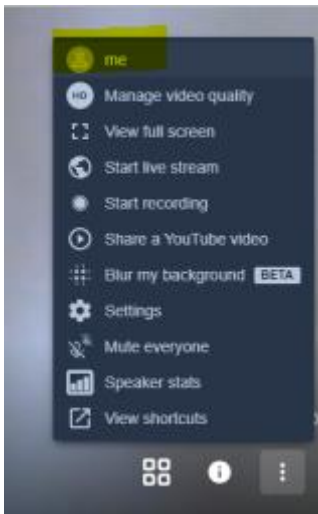 me
HD
Manage video quality
View full screen
Start live stream
Start recording
Share a YouTube video
Blur my background BETA
Settings
Mute everyone
Speaker stats
View shortcuts